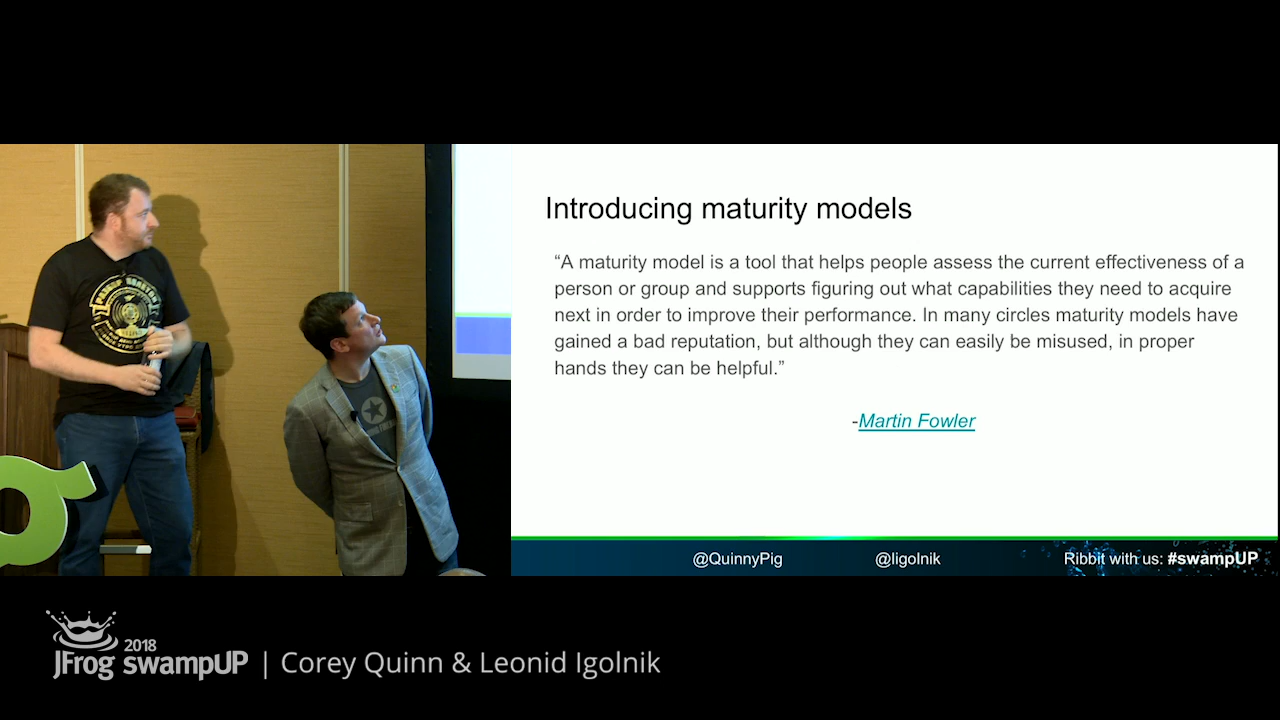 Introducing maturity models
“A maturity model is a tool that helps people assess the current effectiveness of a
person or group and supports figuring out what capabilities they need to acquire
next in order to improve their performance. In many circles maturity models have
gained a bad reputation, but although they can easily be misused, in proper
hands they can be helpful.”
-Martin Fowler
@QuinnyPig @ligolnik Ribbit with us: #swampUP
2018
JFrog swampUP | Corey Quinn & Leonid Igolnik